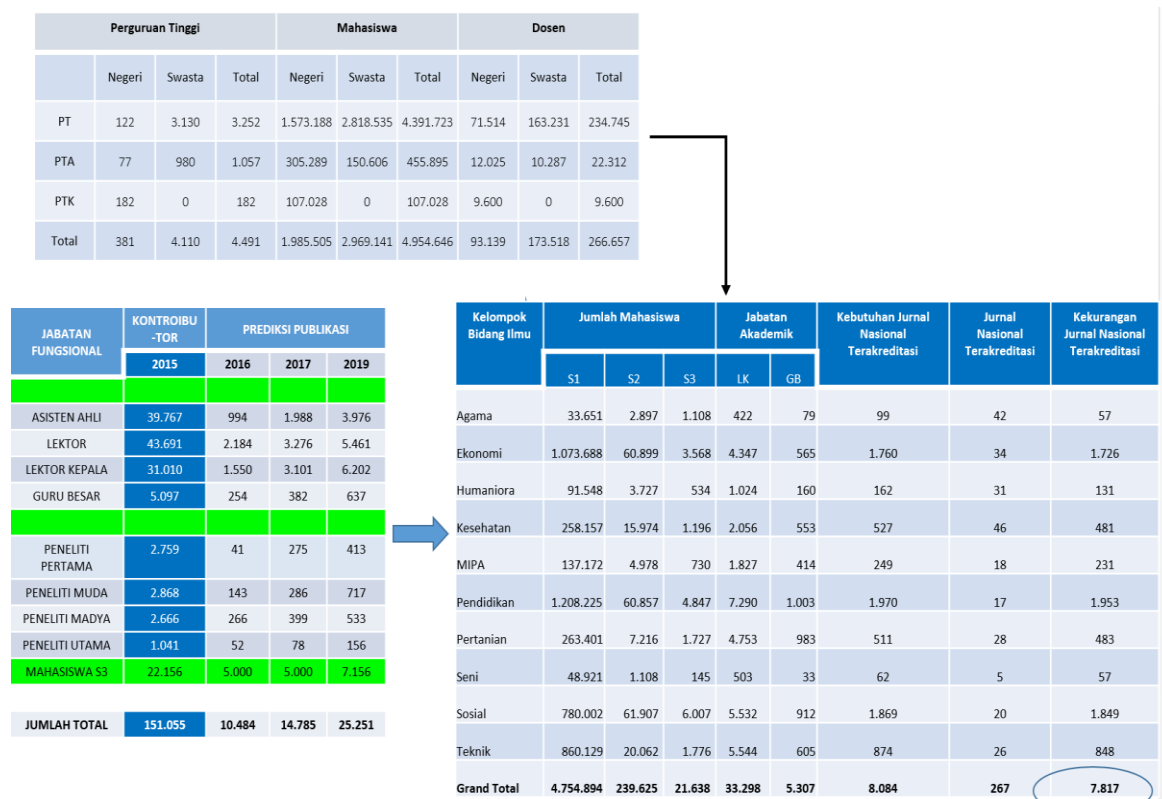 Perguruan Tinggi Mahasiswa Dosen
Negeri Swasta Total Negeri Swasta Total Negeri Swasta Total
PT 122 3.130 3.252 1.573.188 2.818.535 4.391.723 71.514 163.231 234.745
PTA 77 980 1.057 305.289 150.606 455.895 12.025 10.287 22.312
PTK 182 0 182 107.028 0 107.028 9.600 0 9.600
Total 381 4.110 4.491 1.985.505 2.969.141 4.954.646 93.139 173.518 266.657
JABATAN
FUNGSIONAL
KONTROIBU
-TOR
PREDIKSI PUBLIKASI
2015 2016 2017 2019
ASISTEN AHLI 39.767 994 1.988 3.976
LEKTOR 43.691 2.184 3.276 5.461
LEKTOR KEPALA 31.010 1.550 3.101 6.202
GURU BESAR 5.097 254 382 637
PENELITI
PERTAMA
2.759 41 275 413
PENELITI MUDA 2.868 143 286 717
PENELITI MADYA 2.666 266 399 533
PENELITI UTAMA 1.041 52 78 156
MAHASISWA S3 22.156 5.000 5.000 7.156
JUMLAH TOTAL 151.055 10.484 14.785 25.251
Kelompok
Bidang Ilmu
Jumlah Mahasiswa
Jabatan
Akademik
Kebutuhan Jurnal
Nasional
Terakreditasi
Jurnal
Nasional
Terakreditasi
Kekurangan
Jurnal Nasional
Terakreditasi
S1 S2 S3 LK GB
Agama 33.651 2.897 1.108 422 79 99 42 57
Ekonomi 1.073.688 60.899 3.568 4.347 565 1.760 34 1.726
Humaniora 91.548 3.727 534 1.024 160 162 31 131
Kesehatan 258.157 15.974 1.196 2.056 553 527 46 481
MIPA 137.172 4.978 730 1.827 414 249 18 231
Pendidikan 1.208.225 60.857 4.847 7.290 1.003 1.970 17 1.953
Pertanian 263.401 7.216 1.727 4.753 983 511 28 483
Seni 48.921 1.108 145 503 33 62 5 57
Sosial 780.002 61.907 6.007 5.532 912 1.869 20 1.849
Teknik 860.129 20.062 1.776 5.544 605 874 26 848
Grand Total 4.754.894 239.625 21.638 33.298 5.307 8.084 267 7.817